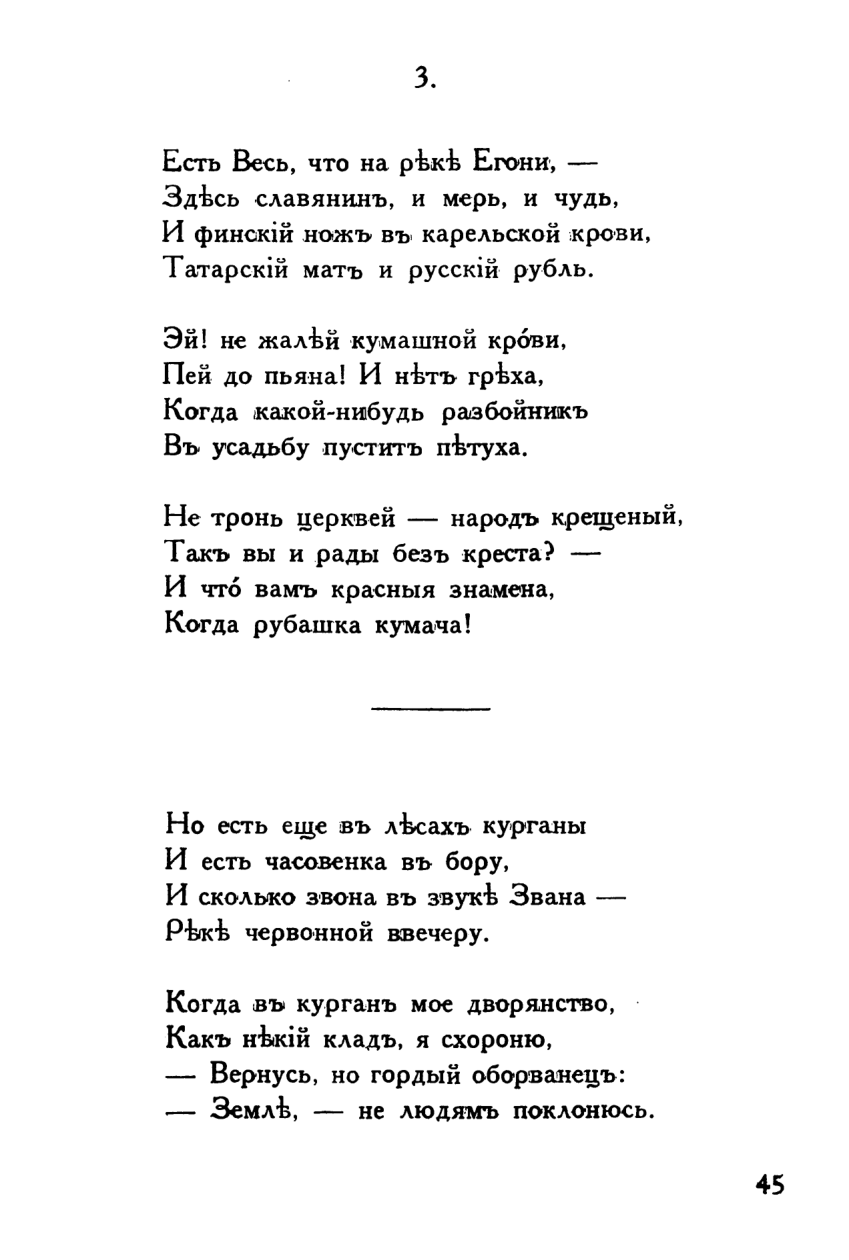 3.
Есть Весь, что на рѣкѣ Егони, —
Здѣсь славянинъ, и мерь, и чудь,
И финскій ножъ въ карельской крови,
Татарскій матъ и русскій рубль.
Эй! не жалѣй кумашной кро́ви,
Пей до пьяна! И нѣтъ грѣха,
Когда какой-нибудь разбойникъ
Въ усадьбу пуститъ пѣтуха.
Не тронь церквей — народъ крещеный,
Такъ вы и рады безъ креста? —
И что́ вамъ красныя знамена,
Когда рубашка кумача!
Но есть еще въ лѣсахъ курганы
И есть часовенка въ бору,
И сколько звона въ звукѣ Звана —
Рѣкѣ червонной ввечеру.
Когда въ курганъ мое дворянство,
Какъ нѣкій кладъ, я схороню,
— Вернусь, но гордый оборванецъ:
— Землѣ, — не людямъ поклонюсь.
45